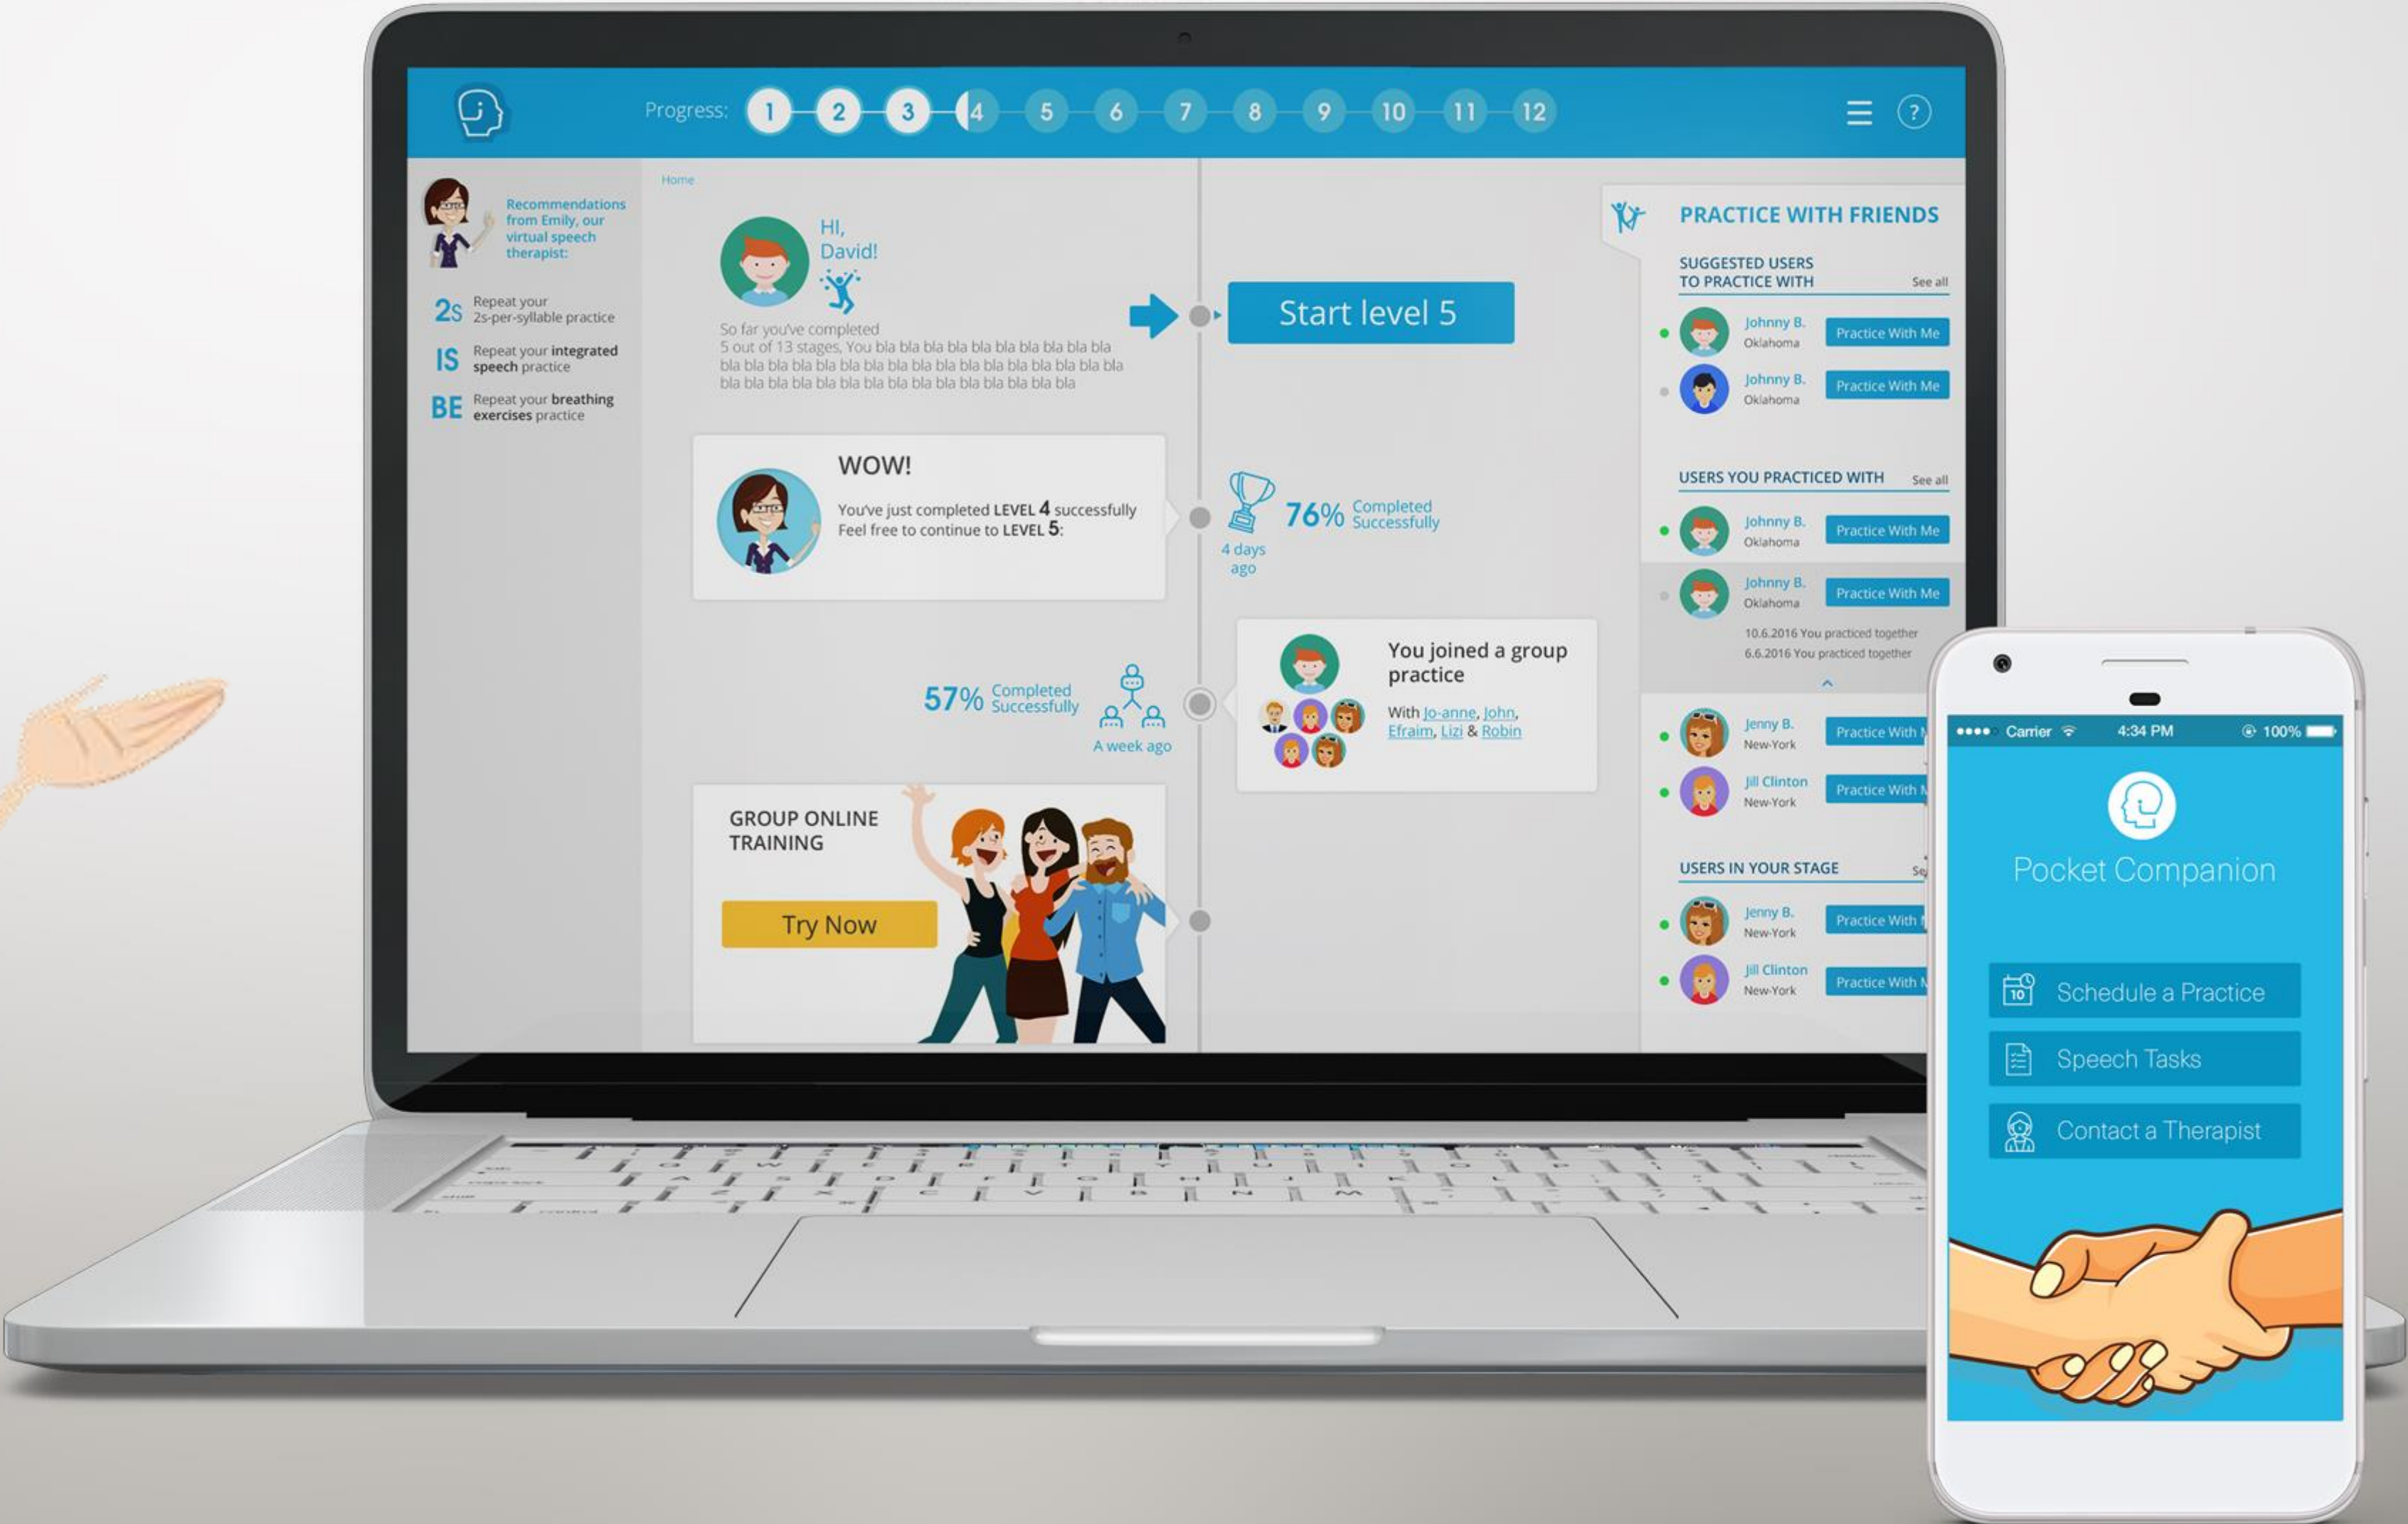 Progress: 1 2 3 4 5 6 7 8 9 10 11 12
?
Recommendations
from Emily, our
virtual speech
therapist:
2s Repeat your
2s-per-syllable practice
IS Repeat your integrated
speech practice
BE Repeat your breathing
exercises practice
Home
HI,
David!
So far you've completed
5 out of 13 stages, You bla bla bla bla bla bla bla bla bla bla
bla bla bla bla bla bla bla bla bla bla bla bla bla bla bla bla bla
bla bla bla bla bla bla bla bla bla bla bla bla bla bla bla
Start level 5
WOW!
You've just completed LEVEL 4 successfully
Feel free to continue to LEVEL 5:
76% Completed
Successfully
4 days
ago
57% Completed
Successfully
A week ago
You joined a group
practice
With Jo-anne, John,
Efraim, Lizi & Robin
GROUP ONLINE
TRAINING
Try Now
PRACTICE WITH FRIENDS
SUGGESTED USERS
TO PRACTICE WITH See all
Johnny B.
Oklahoma
Practice With Me
Johnny B.
Oklahoma
Practice With Me
USERS YOU PRACTICED WITH See all
Johnny B.
Oklahoma
Practice With Me
Johnny B.
Oklahoma
Practice With Me
10.6.2016 You practiced together
6.6.2016 You practiced together
Jenny B.
New-York
Practice With
Jill Clinton
New-York
Practice With
USERS IN YOUR STAGE
Jenny B.
New-York
Practice With
Jill Clinton
New-York
Practice With
Carrier 4:34 PM 100%
Pocket Companion
10 Schedule a Practice
Speech Tasks
Contact a Therapist